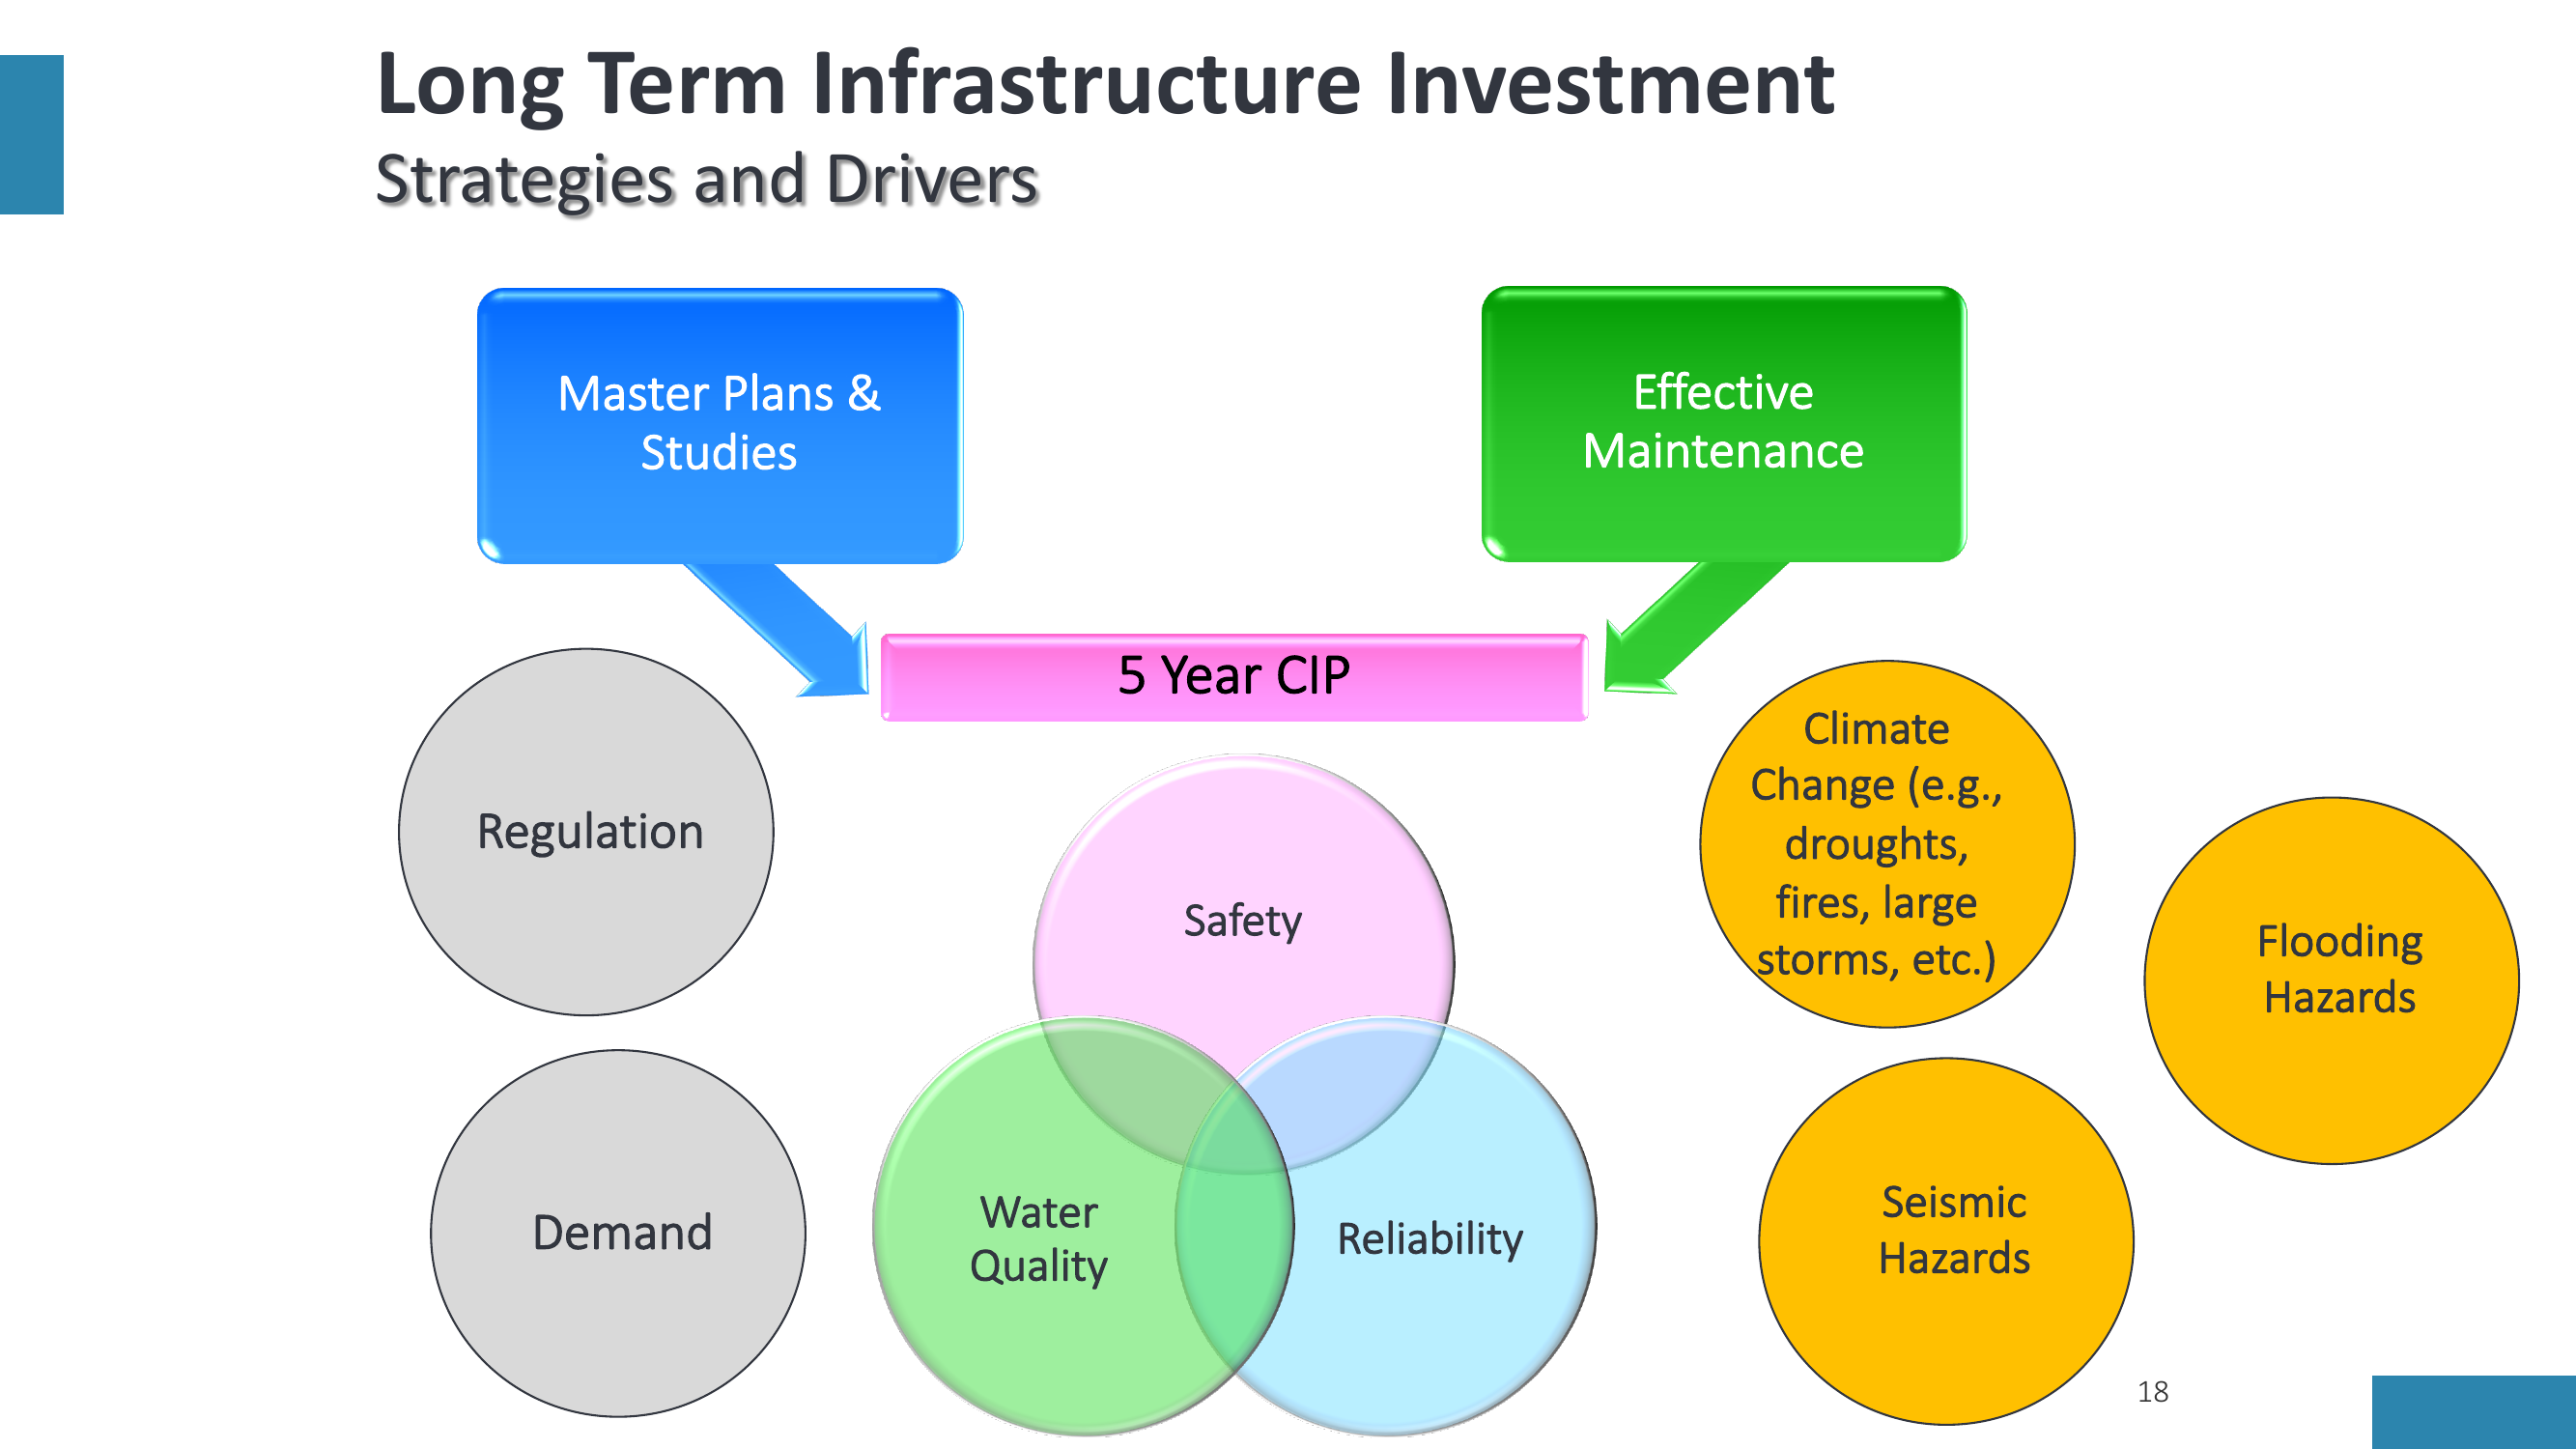 Long Term Infrastructure Investment
Strategies and Drivers
Master Plans &
Studies
Effective
Maintenance
5 Year CIP
Regulation
Demand
Safety
Water
Quality
Reliability
Climate
Change (e.g.,
droughts,
fires, large
storms, etc.)
Flooding
Hazards
Seismic
Hazards
18